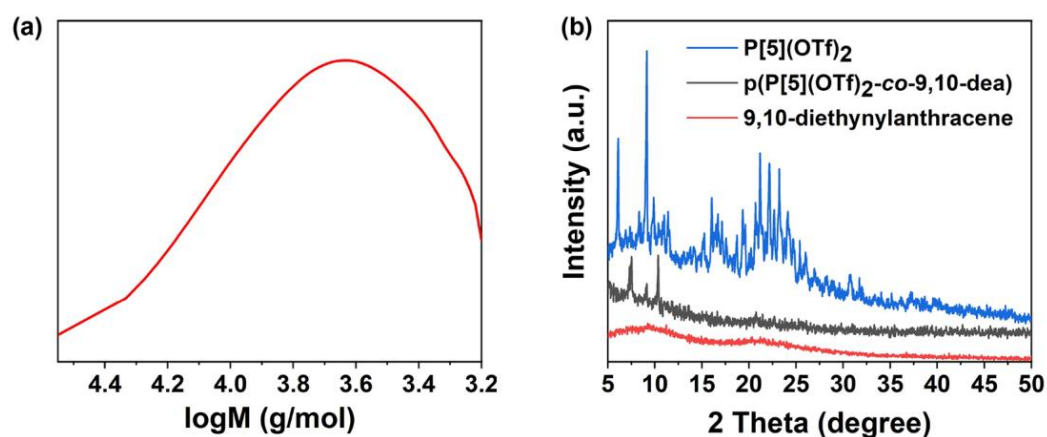 (a)
4.4 4.2 4.0 3.8 3.6 3.4 3.2
logM (g/mol)
(b)
P[5](OTf)2
p(P[5](OTf)2-co-9,10-dea)
9,10-diethynylanthracene
Intensity (a.u.)
5 10 15 20 25 30 35 40 45 50
2 Theta (degree)